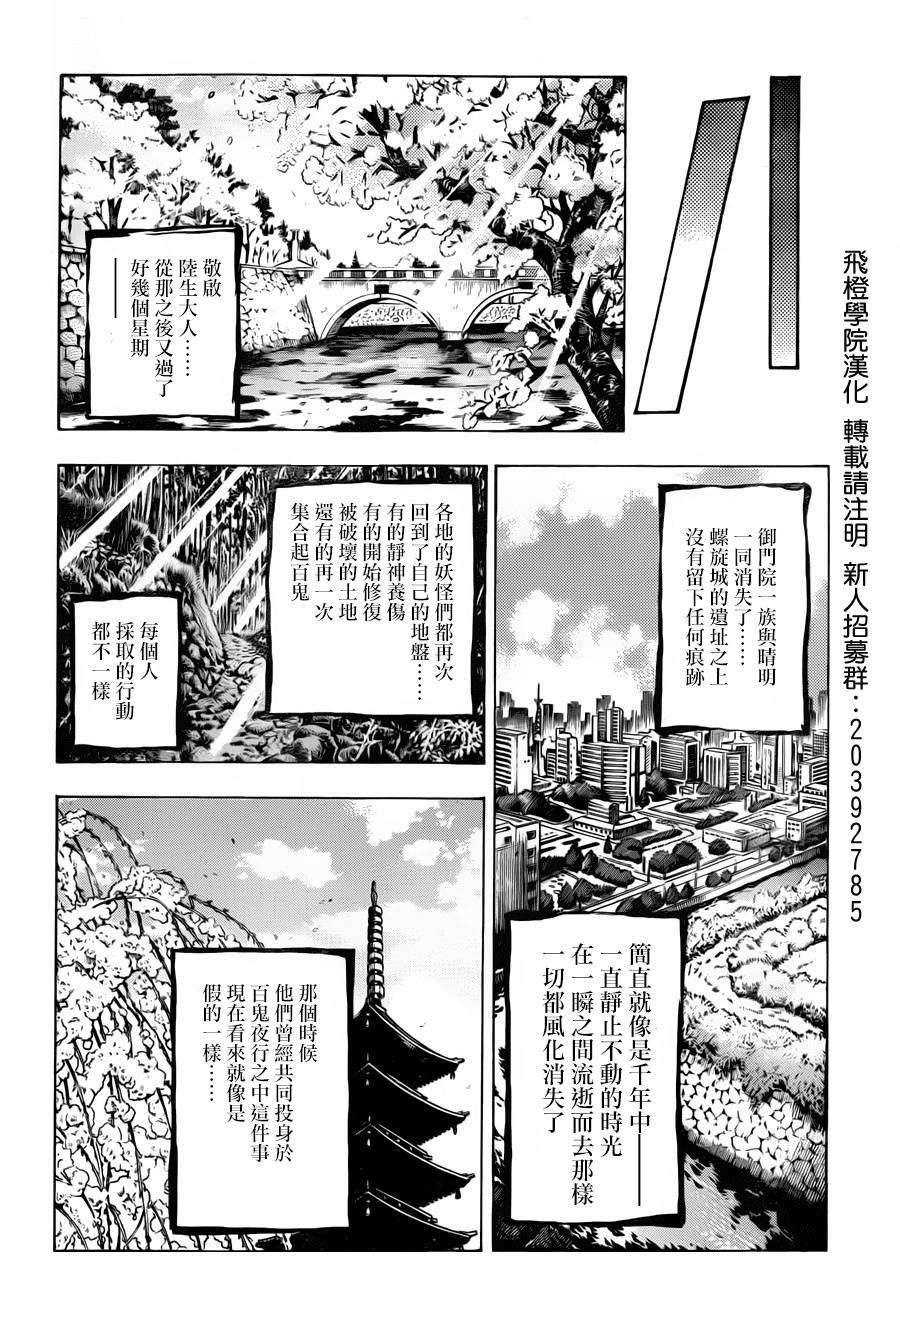 敬啟
陸生大人……
從那之後又過了
好幾個星期
——
御門院一族與晴明
一同消失了……
螺旋城的遺址之上
沒有留下任何痕跡
簡直就像是千年中——
一直靜止不動的時光
在一瞬之間流逝而去那樣
一切都風化消失了
各地的妖怪們都再次
回到了自己的地盤……
有的靜神養傷
有的開始修復
被破壞的土地
還有的再一次
集合起百鬼
每個人
採取的行動
都不一樣
那個時候
他們曾經共同投身於
百鬼夜行之中這件事
現在看來就像是
假的一樣……
飛橙學院漢化 轉載請注明 新人招募群：203927885